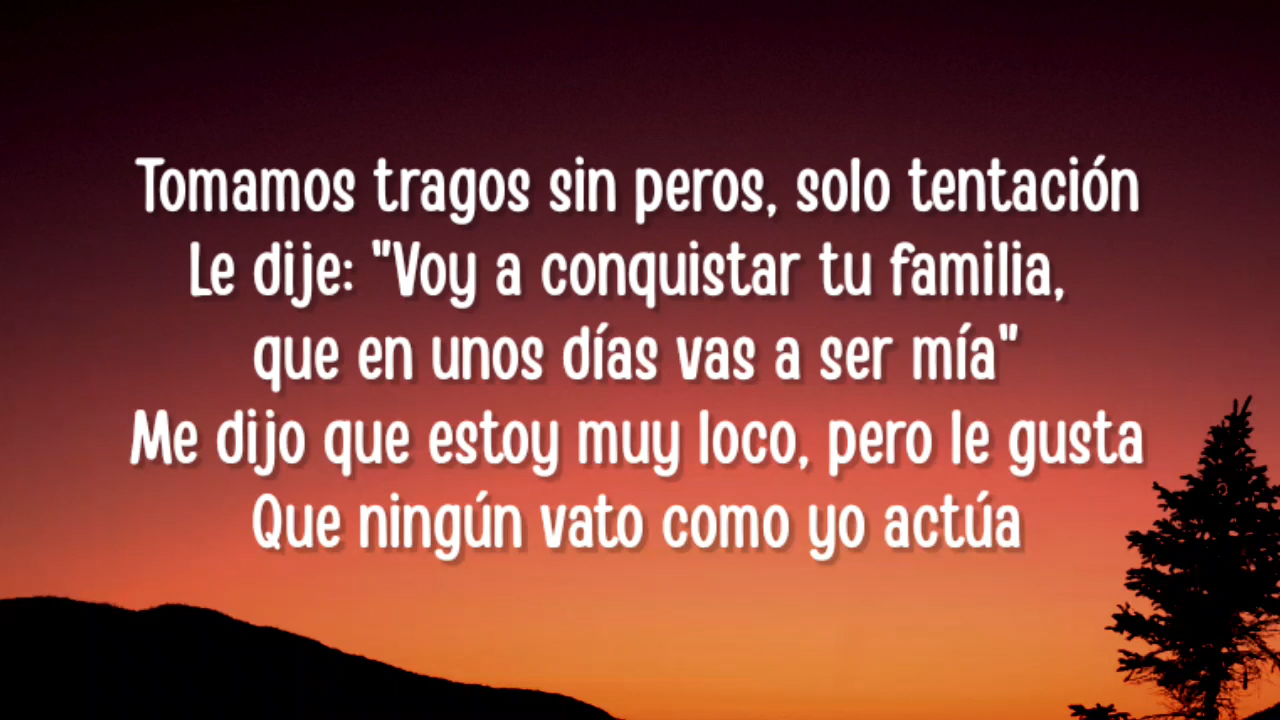 Tomamos tragos sin peros, solo tentación
Le dije: "Voy a conquistar tu familia,
que en unos días vas a ser mía"
Me dijo que estoy muy loco, pero le gusta
Que ningún vato como yo actúa